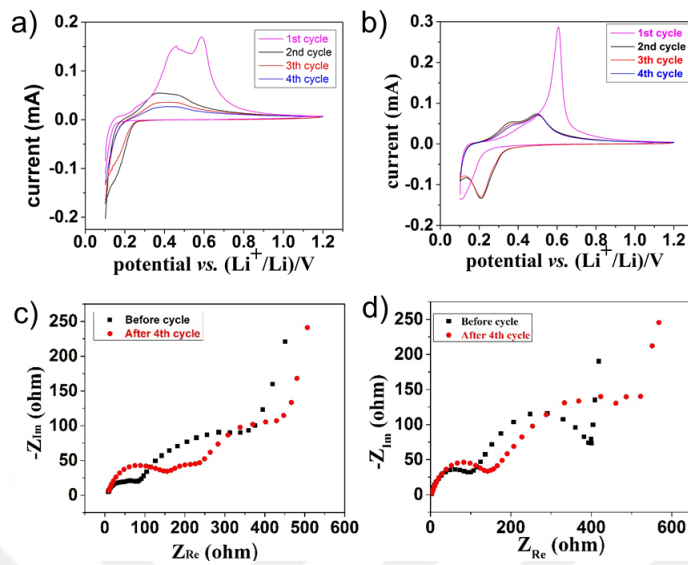 a)
1st cycle
2nd cycle
3th cycle
4th cycle
current (mA)
0.2
0.1
0.0
-0.1
-0.2
0.0 0.2 0.4 0.6 0.8 1.0 1.2
potential vs. (Li+/Li)/V
b)
1st cycle
2nd cycle
3th cycle
4th cycle
current (mA)
0.3
0.2
0.1
0.0
-0.1
-0.2
-0.3
0.0 0.2 0.4 0.6 0.8 1.0 1.2
potential vs. (Li+/Li)/V
c)
Before cycle
After 4th cycle
-ZIm (ohm)
250
200
150
100
50
0
0 100 200 300 400 500 600
ZRe (ohm)
d)
Before cycle
After 4th cycle
-ZIm (ohm)
250
200
150
100
50
0
0 200 400 600
ZRe (ohm)